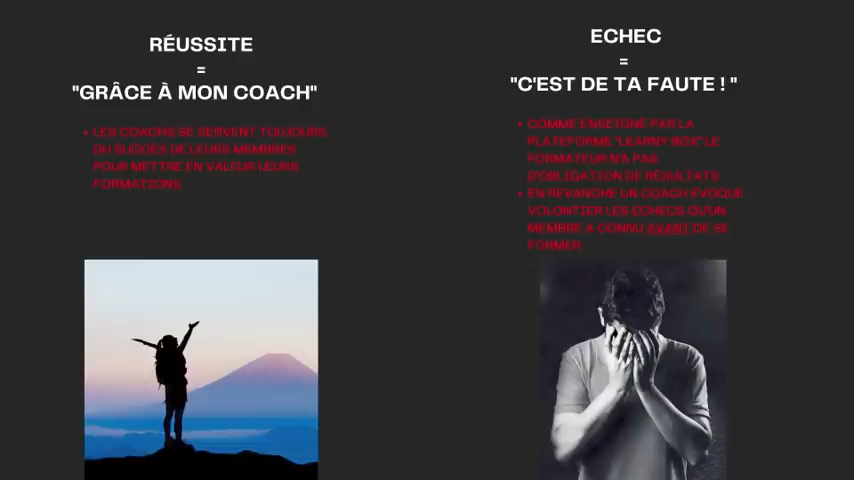 RÉUSSITE
=
"GRÂCE À MON COACH"
• LES COACHS SE SERVENT TOUJOURS
DU SUCCÈS DE LEURS MEMBRES
POUR METTRE EN VALEUR LEURS
FORMATIONS
ECHEC
=
"C'EST DE TA FAUTE ! "
• COMME ENSEIGNÉ PAR LA
PLATEFORME "LEARNY BOX" LE
FORMATEUR N'A PAS
D'OBLIGATION DE RÉSULTATS
• EN REVANCHE UN COACH ÉVOQUE
VOLONTIER LES ECHECS QU'UN
MEMBRE A CONNU AVANT DE SE
FORMER